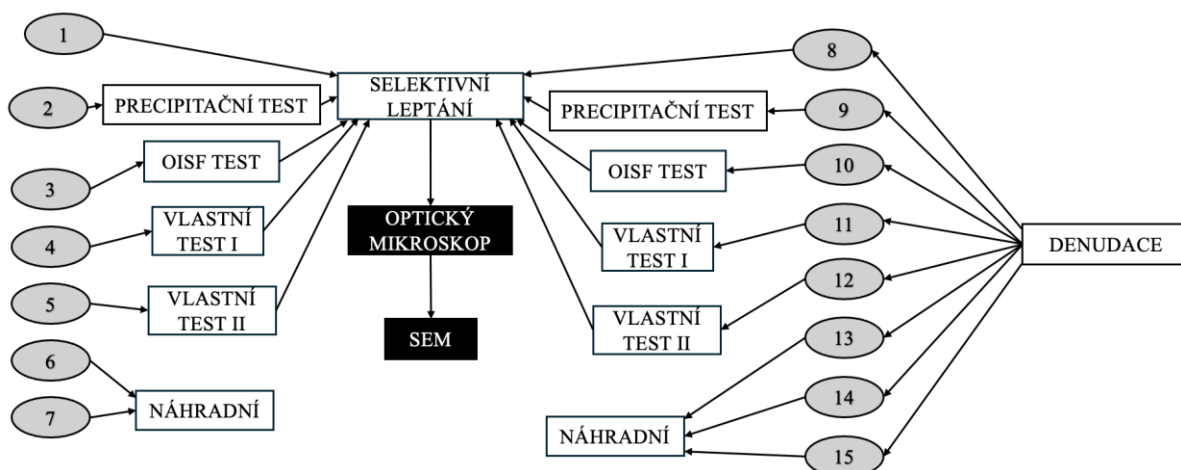 1
8
SELEKTIVNÍ
LEPTÁNÍ
2
PRECIPITAČNÍ TEST
PRECIPITAČNÍ TEST
9
3
OISF TEST
OISF TEST
10
4
VLASTNÍ
TEST I
OPTICKÝ
MIKROSKOP
VLASTNÍ
TEST I
11
DENUDACE
5
VLASTNÍ
TEST II
SEM
VLASTNÍ
TEST II
12
6
13
7
NÁHRADNÍ
NÁHRADNÍ
14
15